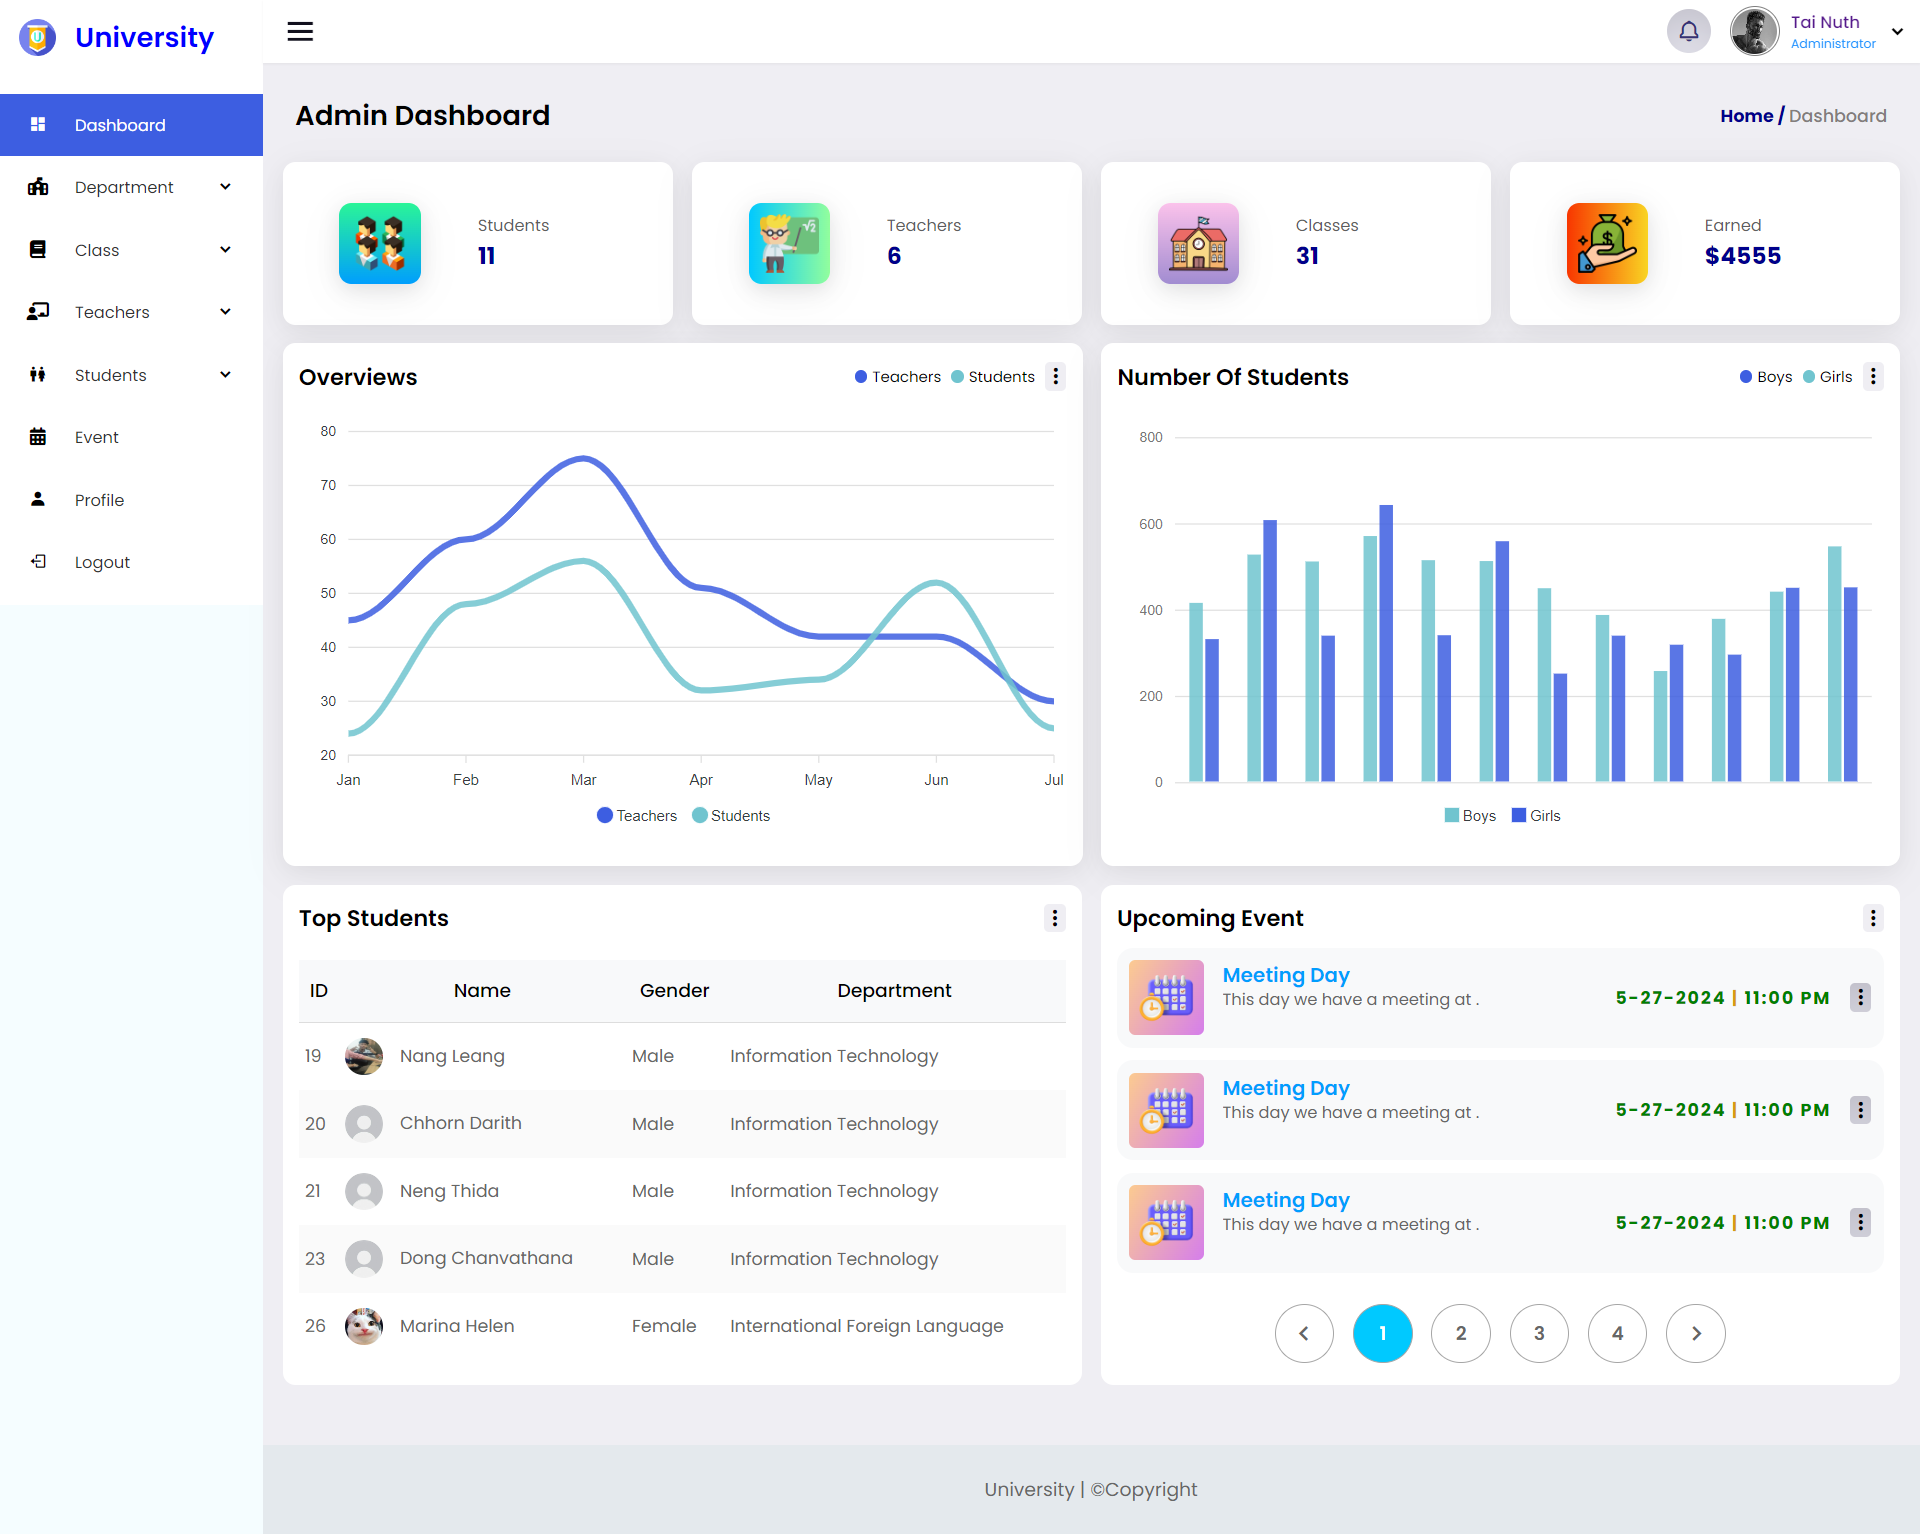 University
Tai Nuth
Administrator
Dashboard
Department
Class
Teachers
Students
Event
Profile
Logout
Admin Dashboard
Home / Dashboard
Students
11
Teachers
6
Classes
31
Earned
$4555
Overviews
Teachers Students
80
70
60
50
40
30
20
Jan Feb Mar Apr May Jun Jul
Teachers Students
Number Of Students
Boys Girls
800
600
400
200
0
Boys Girls
Top Students
ID Name Gender Department
19 Nang Leang Male Information Technology
20 Chhorn Darith Male Information Technology
21 Neng Thida Male Information Technology
23 Dong Chanvathana Male Information Technology
26 Marina Helen Female International Foreign Language
Upcoming Event
Meeting Day
This day we have a meeting at .
5-27-2024 | 11:00 PM
Meeting Day
This day we have a meeting at .
5-27-2024 | 11:00 PM
Meeting Day
This day we have a meeting at .
5-27-2024 | 11:00 PM
1 2 3 4
University | ©Copyright